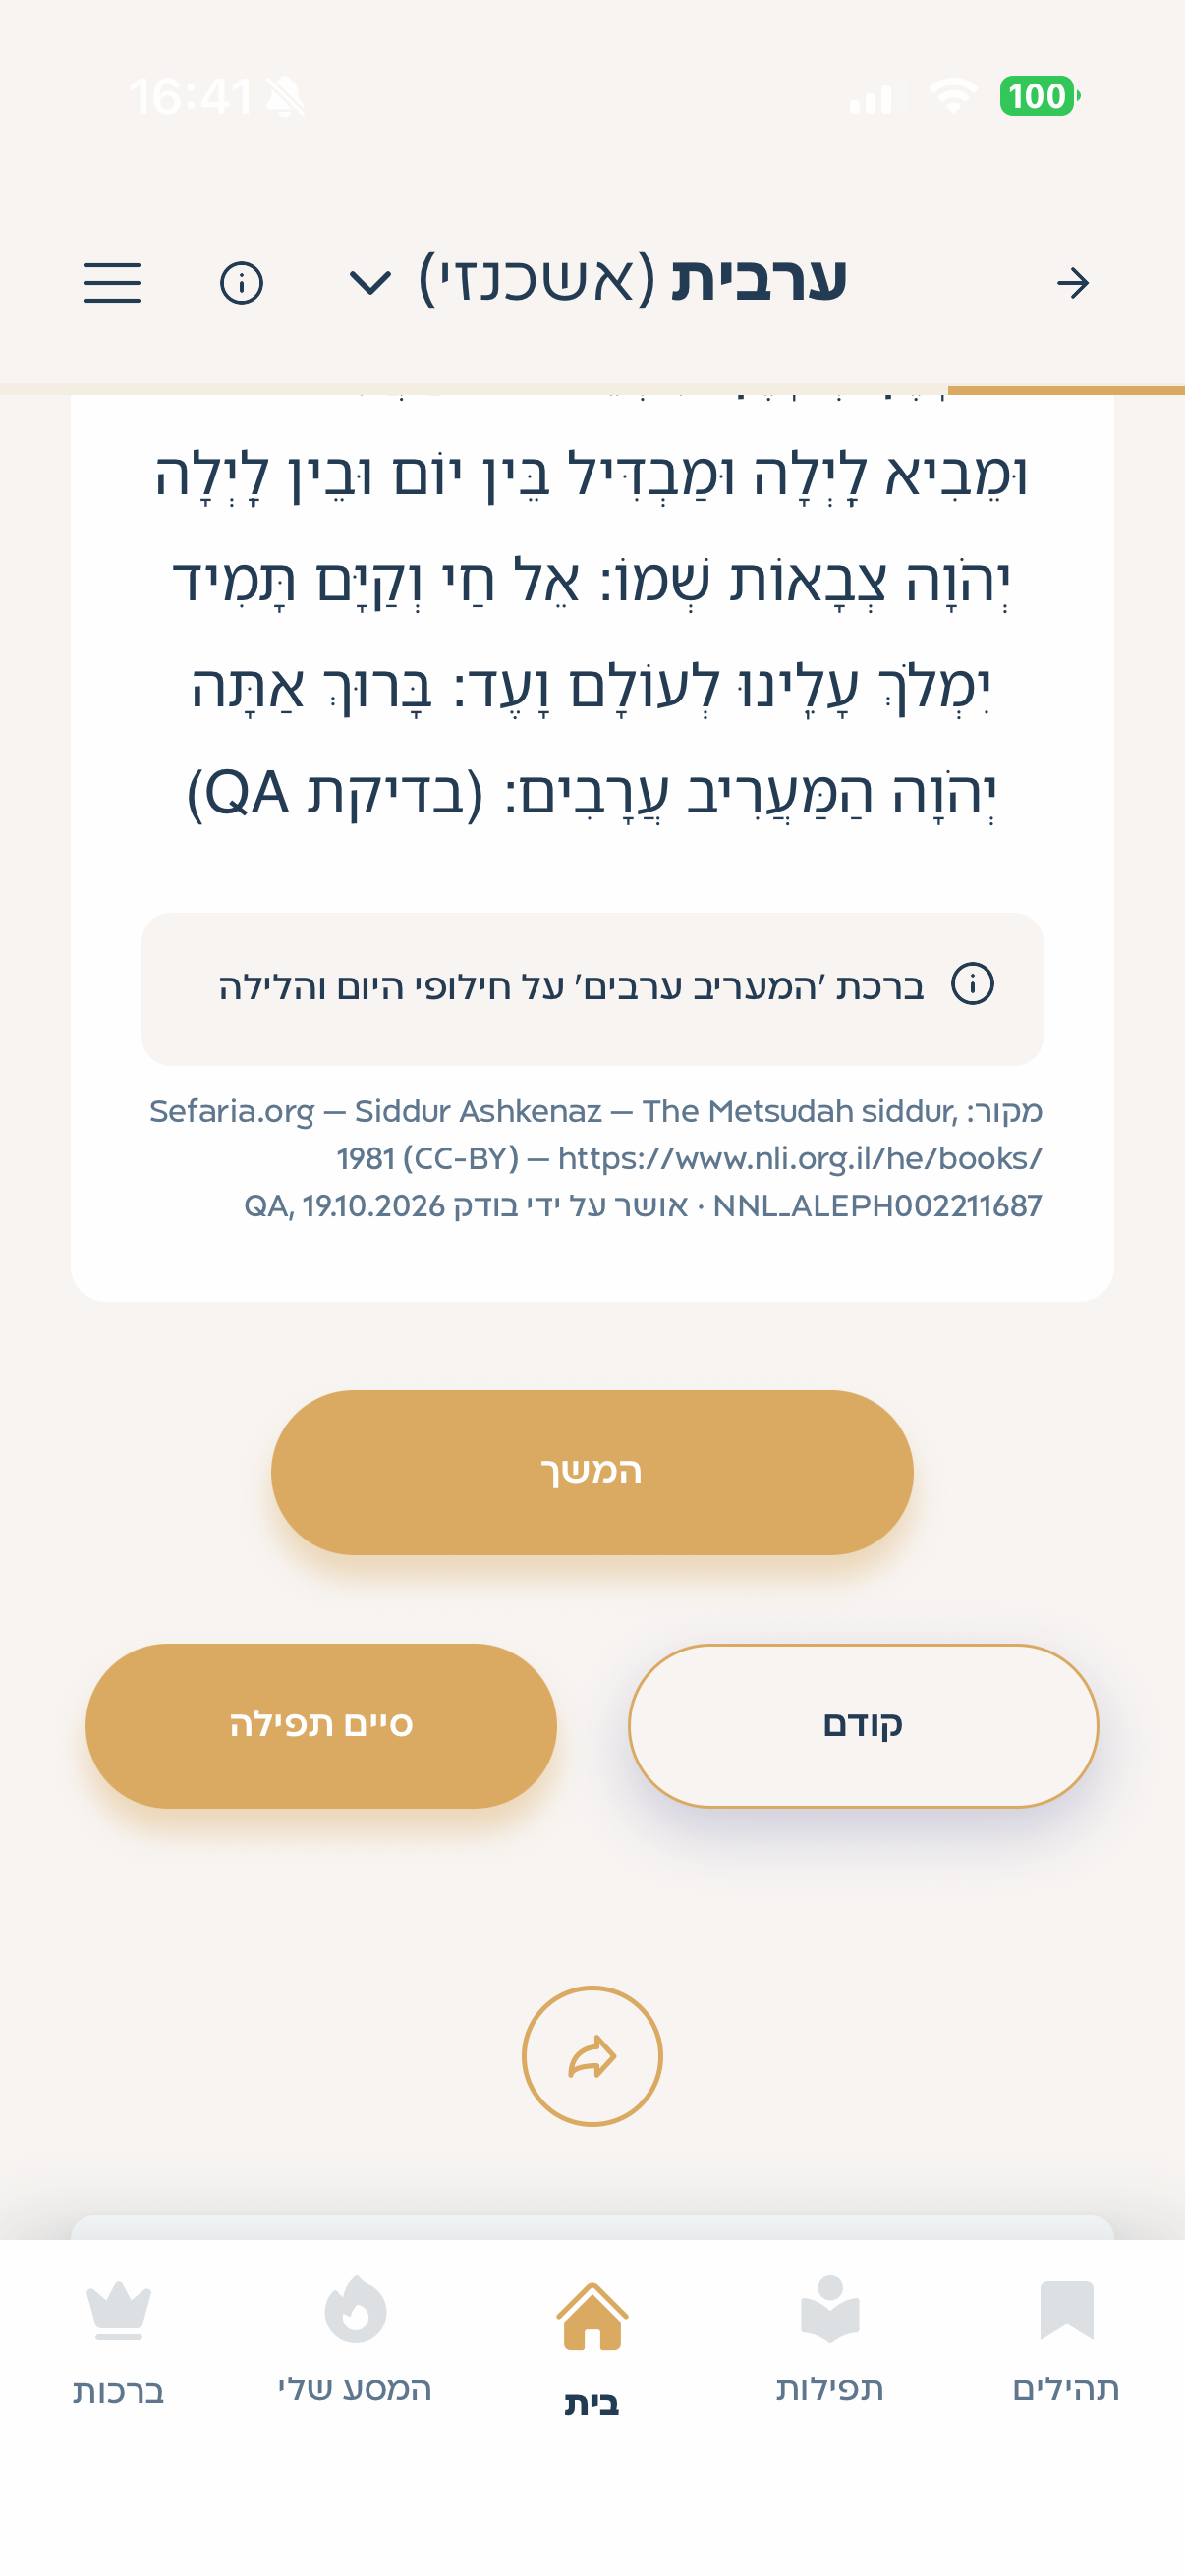 16:41
100
ערבית (אשכנזי)
וּמֵבִיא לָֽיְלָה וּמַבְדִּיל בֵּין יוֹם וּבֵין לָֽיְלָה
יְהֹוָה צְבָאוֹת שְׁמוֹ: אֵל חַי וְקַיָּם תָּמִיד
יִמְלֹךְ עָלֵֽינוּ לְעוֹלָם וָעֶד: בָּרוּךְ אַתָּה
יְהֹוָה הַמַּעֲרִיב עֲרָבִים: (בדיקת QA)
ברכת 'המעריב ערבים' על חילופי היום והלילה
מקור: Sefaria.org — Siddur Ashkenaz — The Metsudah siddur,
1981 (CC-BY) — https://www.nli.org.il/he/books/
NNL_ALEPH002211687 · אושר על ידי בודק QA, 19.10.2026
המשך
קודם
סיים תפילה
תהילים
תפילות
בית
המסע שלי
ברכות